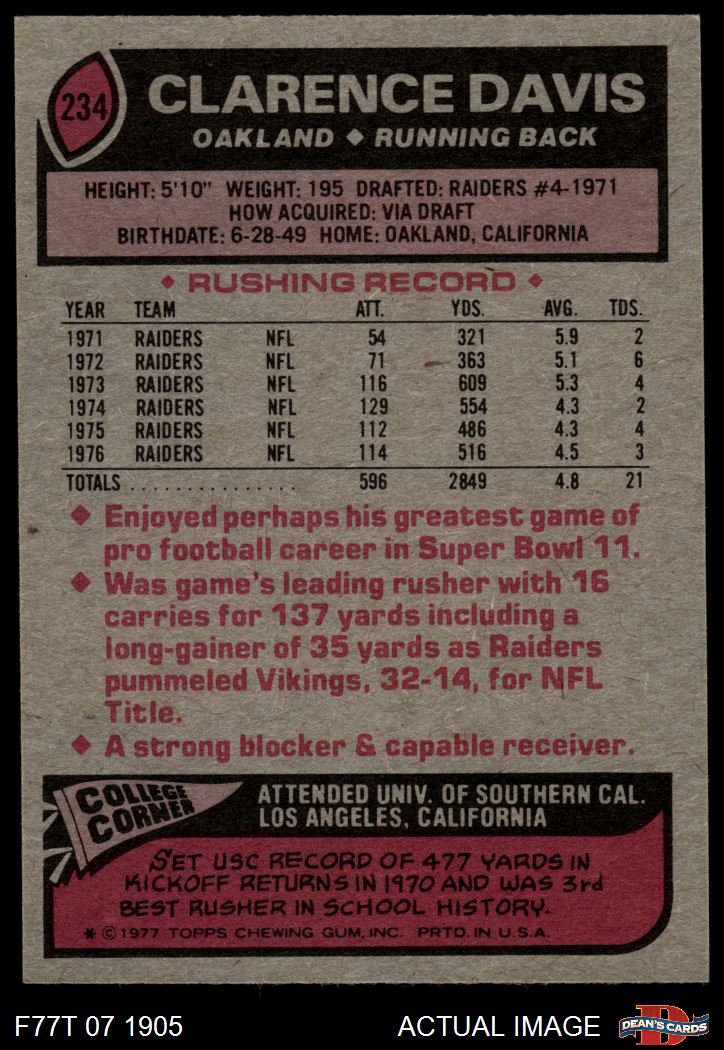 234
CLARENCE DAVIS
OAKLAND ◆ RUNNING BACK
HEIGHT: 5'10" WEIGHT: 195 DRAFTED: RAIDERS #4-1971
HOW ACQUIRED: VIA DRAFT
BIRTHDATE: 6-28-49 HOME: OAKLAND, CALIFORNIA
◆ RUSHING RECORD ◆
YEAR TEAM ATT. YDS. AVG. TDS.
1971 RAIDERS NFL 54 321 5.9 2
1972 RAIDERS NFL 71 363 5.1 6
1973 RAIDERS NFL 116 609 5.3 4
1974 RAIDERS NFL 129 554 4.3 2
1975 RAIDERS NFL 112 486 4.3 4
1976 RAIDERS NFL 114 516 4.5 3
TOTALS . . . . . . . . . . . . . . . 596 2849 4.8 21
◆ Enjoyed perhaps his greatest game of
pro football career in Super Bowl 11.
◆ Was game's leading rusher with 16
carries for 137 yards including a
long-gainer of 35 yards as Raiders
pummeled Vikings, 32-14, for NFL
Title.
◆ A strong blocker & capable receiver.
COLLEGE
CORNER
ATTENDED UNIV. OF SOUTHERN CAL.
LOS ANGELES, CALIFORNIA
SET USC RECORD OF 477 YARDS IN
KICKOFF RETURNS IN 1970 AND WAS 3rd
BEST RUSHER IN SCHOOL HISTORY.
* © 1977 TOPPS CHEWING GUM, INC. PRTD. IN U.S.A.
F77T 07 1905
ACTUAL IMAGE
D
DEAN'S CARDS